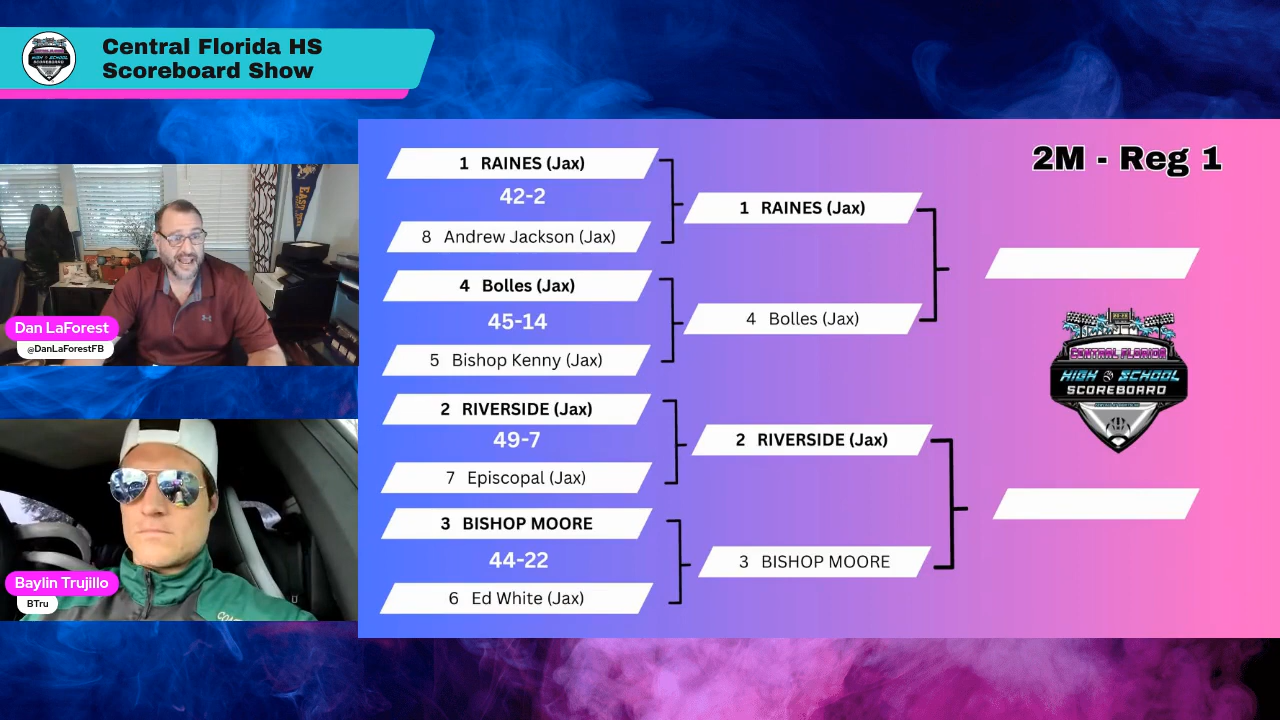 Central Florida HS
Scoreboard Show
2M - Reg 1
1 RAINES (Jax)
42-2
8 Andrew Jackson (Jax)
4 Bolles (Jax)
45-14
5 Bishop Kenny (Jax)
2 RIVERSIDE (Jax)
49-7
7 Episcopal (Jax)
3 BISHOP MOORE
44-22
6 Ed White (Jax)
1 RAINES (Jax)
4 Bolles (Jax)
2 RIVERSIDE (Jax)
3 BISHOP MOORE
CENTRAL FLORIDA
HIGH SCHOOL
SCOREBOARD
Dan LaForest
@DanLaForestFB
Baylin Trujillo
BTru
EAST